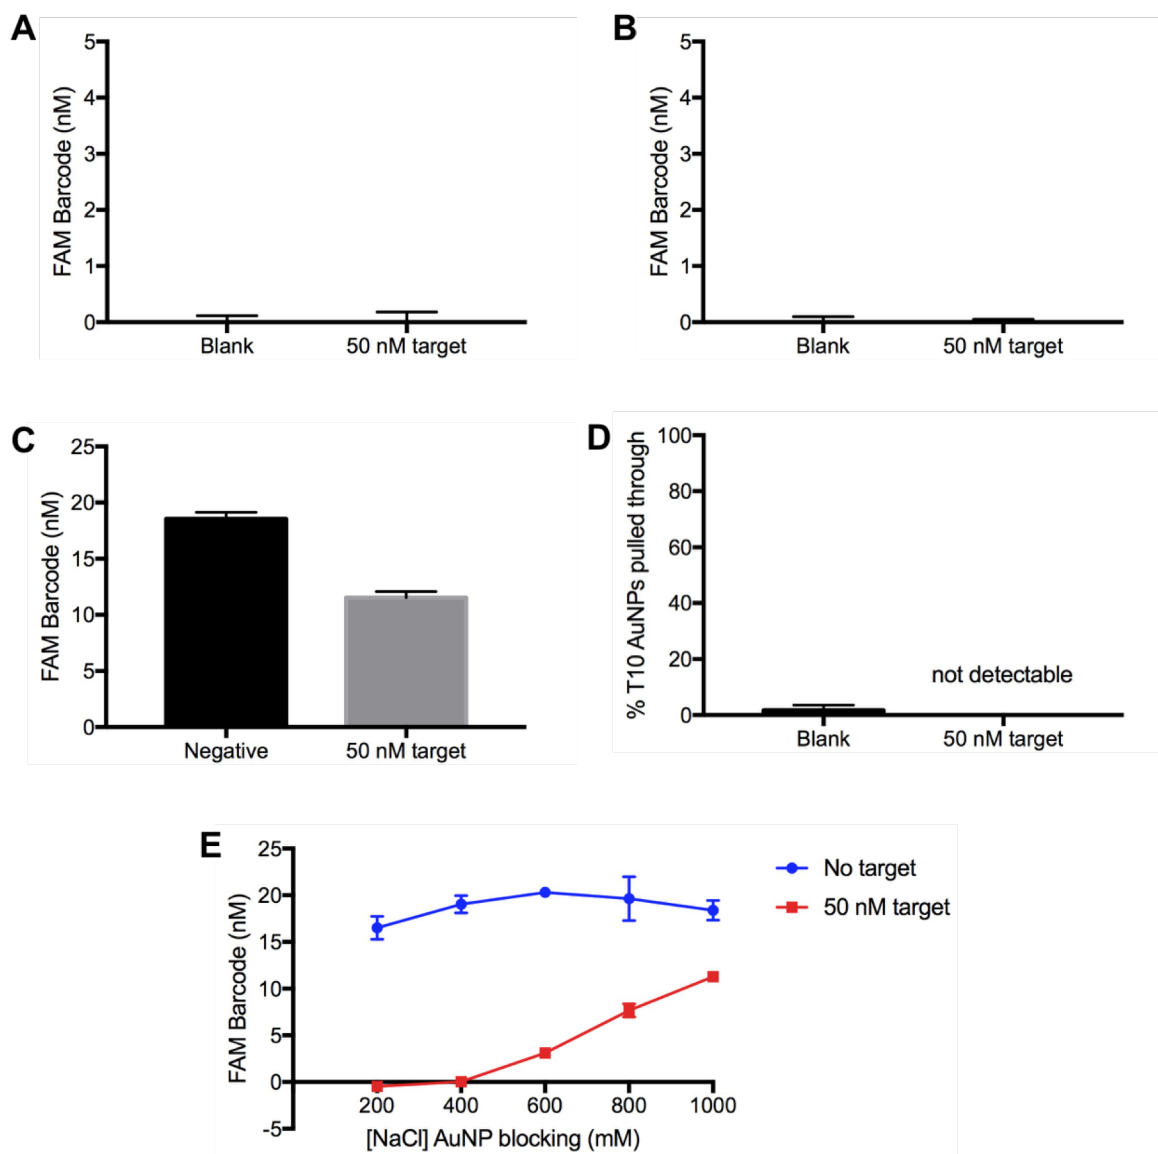 A
FAM Barcode (nM)
5
4
3
2
1
0
Blank 50 nM target
B
FAM Barcode (nM)
5
4
3
2
1
0
Blank 50 nM target
C
FAM Barcode (nM)
25
20
15
10
5
0
Negative 50 nM target
D
% T10 AuNPs pulled through
100
80
60
40
20
0
not detectable
Blank 50 nM target
E
FAM Barcode (nM)
25
20
15
10
5
0
-5
200 400 600 800 1000
[NaCl] AuNP blocking (mM)
No target
50 nM target